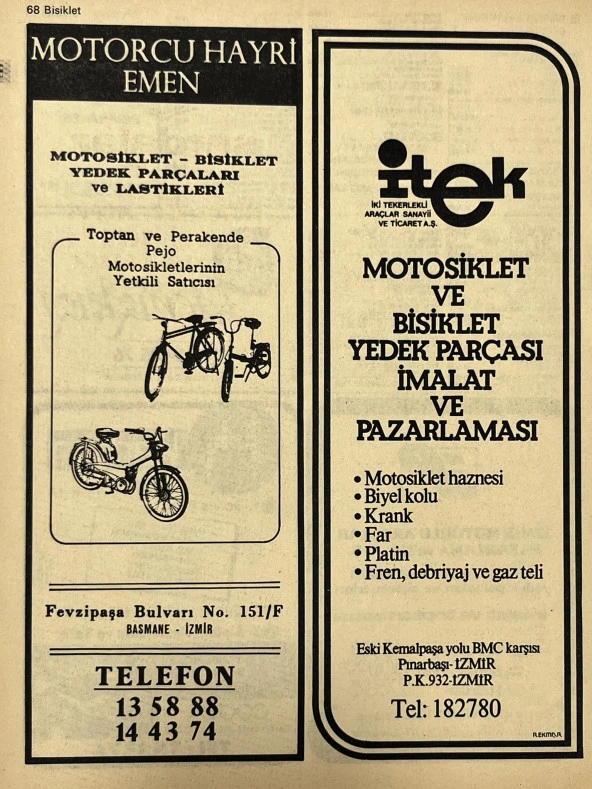 68 Bisiklet
MOTORCU HAYRİ
EMEN
MOTOSİKLET - BİSİKLET
YEDEK PARÇALARI
ve LASTİKLERİ
Toptan ve Perakende
Pejo
Motosikletlerinin
Yetkili Satıcısı
Fevzipaşa Bulvarı No. 151/F
BASMANE - İZMİR
TELEFON
13 58 88
14 43 74
itek
İKİ TEKERLEKLİ
ARAÇLAR SANAYİİ
VE TİCARET A.Ş.
MOTOSİKLET
VE
BİSİKLET
YEDEK PARÇASI
İMALAT
VE
PAZARLAMASI
• Motosiklet haznesi
• Biyel kolu
• Krank
• Far
• Platin
• Fren, debriyaj ve gaz teli
Eski Kemalpaşa yolu BMC karşısı
Pınarbaşı-İZMİR
P.K.932-İZMİR
Tel: 182780